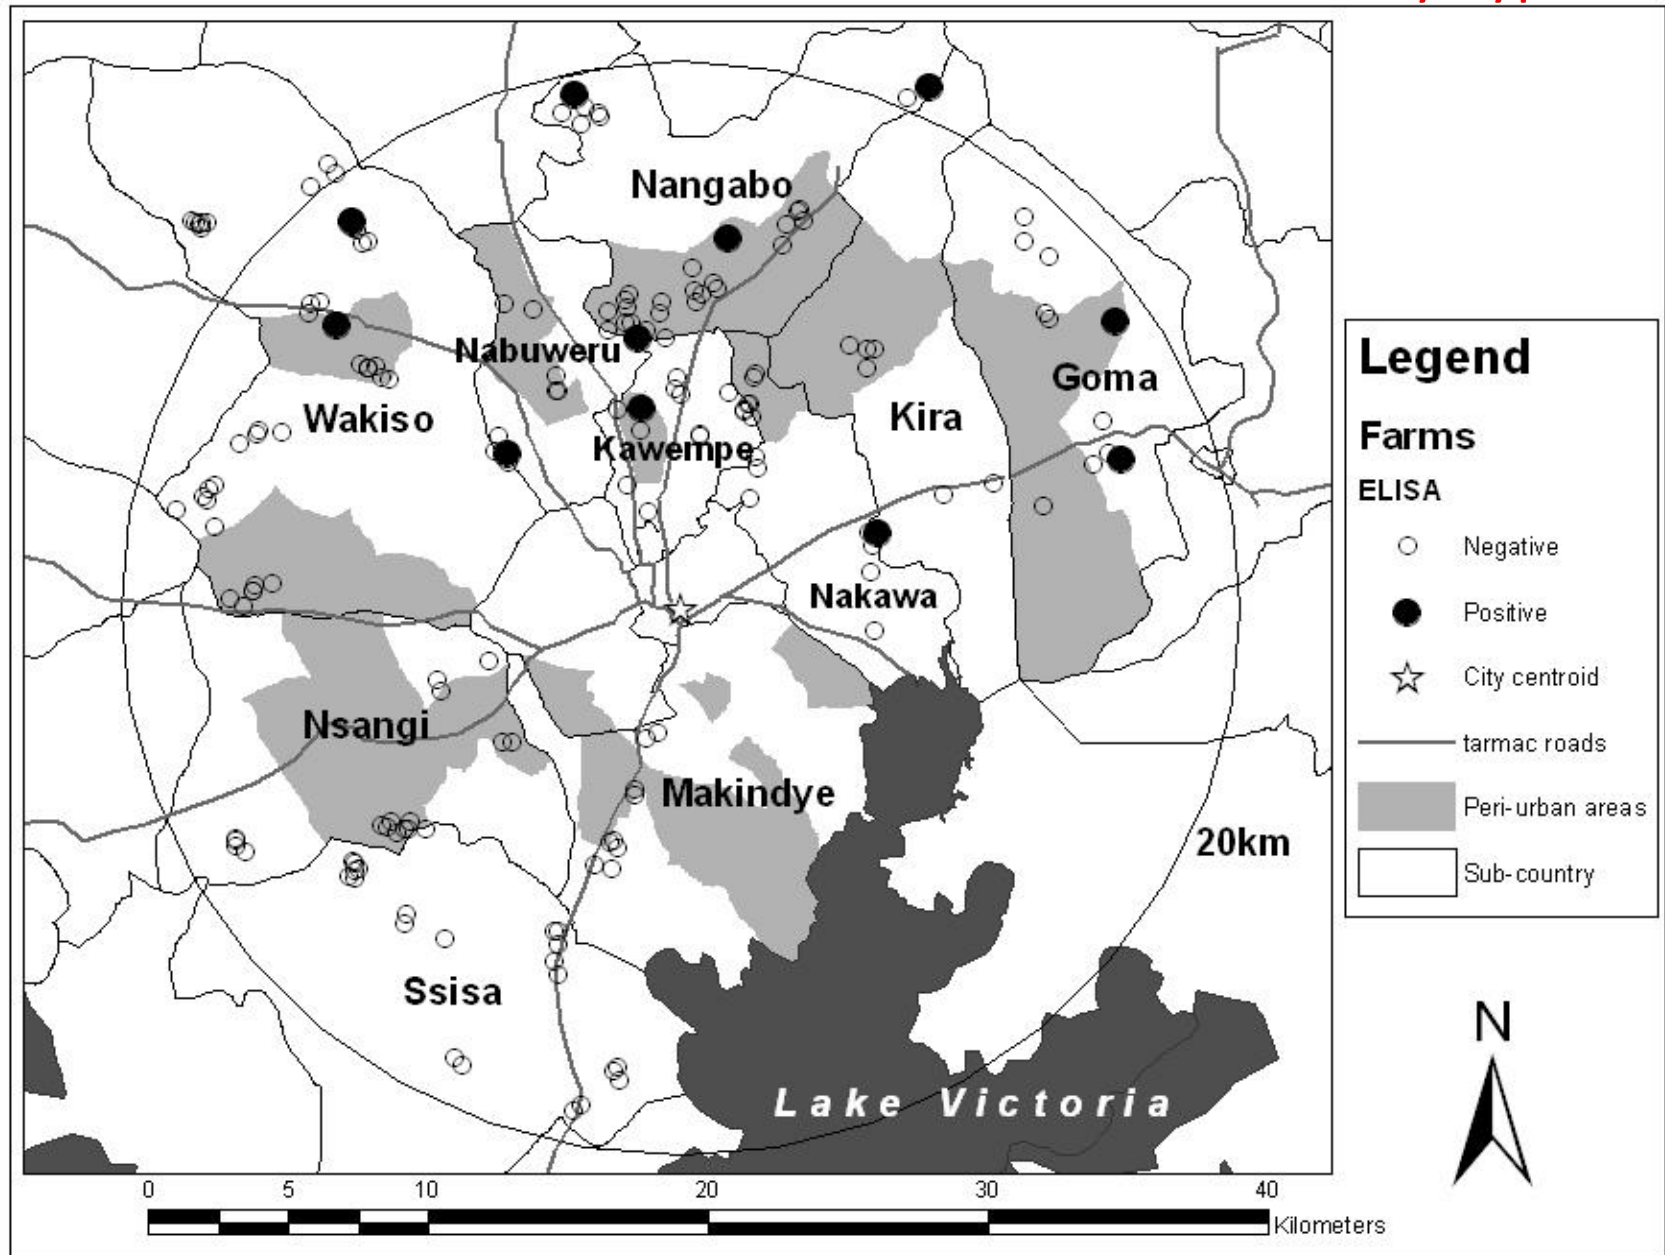 Nangabo
Nabuweru
Goma
Wakiso
Kira
Kawempe
Nakawa
Nsangi
Makindye
20km
Ssisa
Lake Victoria
0 5 10 20 30 40
Kilometers
Legend
Farms
ELISA
Negative
Positive
City centroid
tarmac roads
Peri-urban areas
Sub-country
N